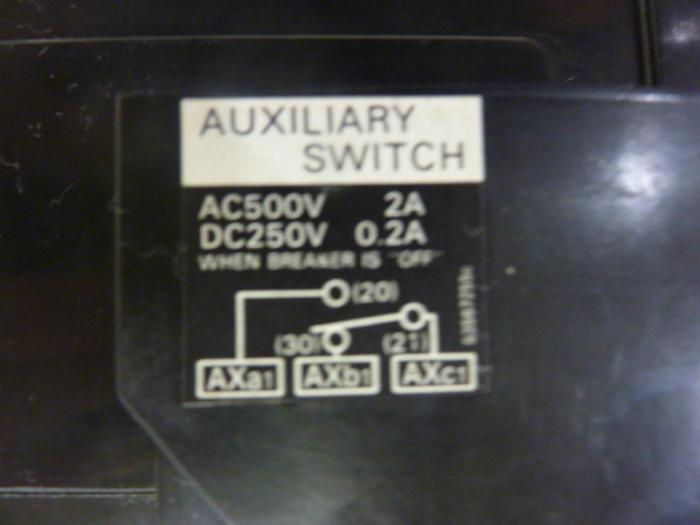 AUXILIARY
SWITCH
AC500V 2A
DC250V 0.2A
WHEN BREAKER IS "OFF"
(20)
(30) (21)
AXa1 AXb1 AXc1